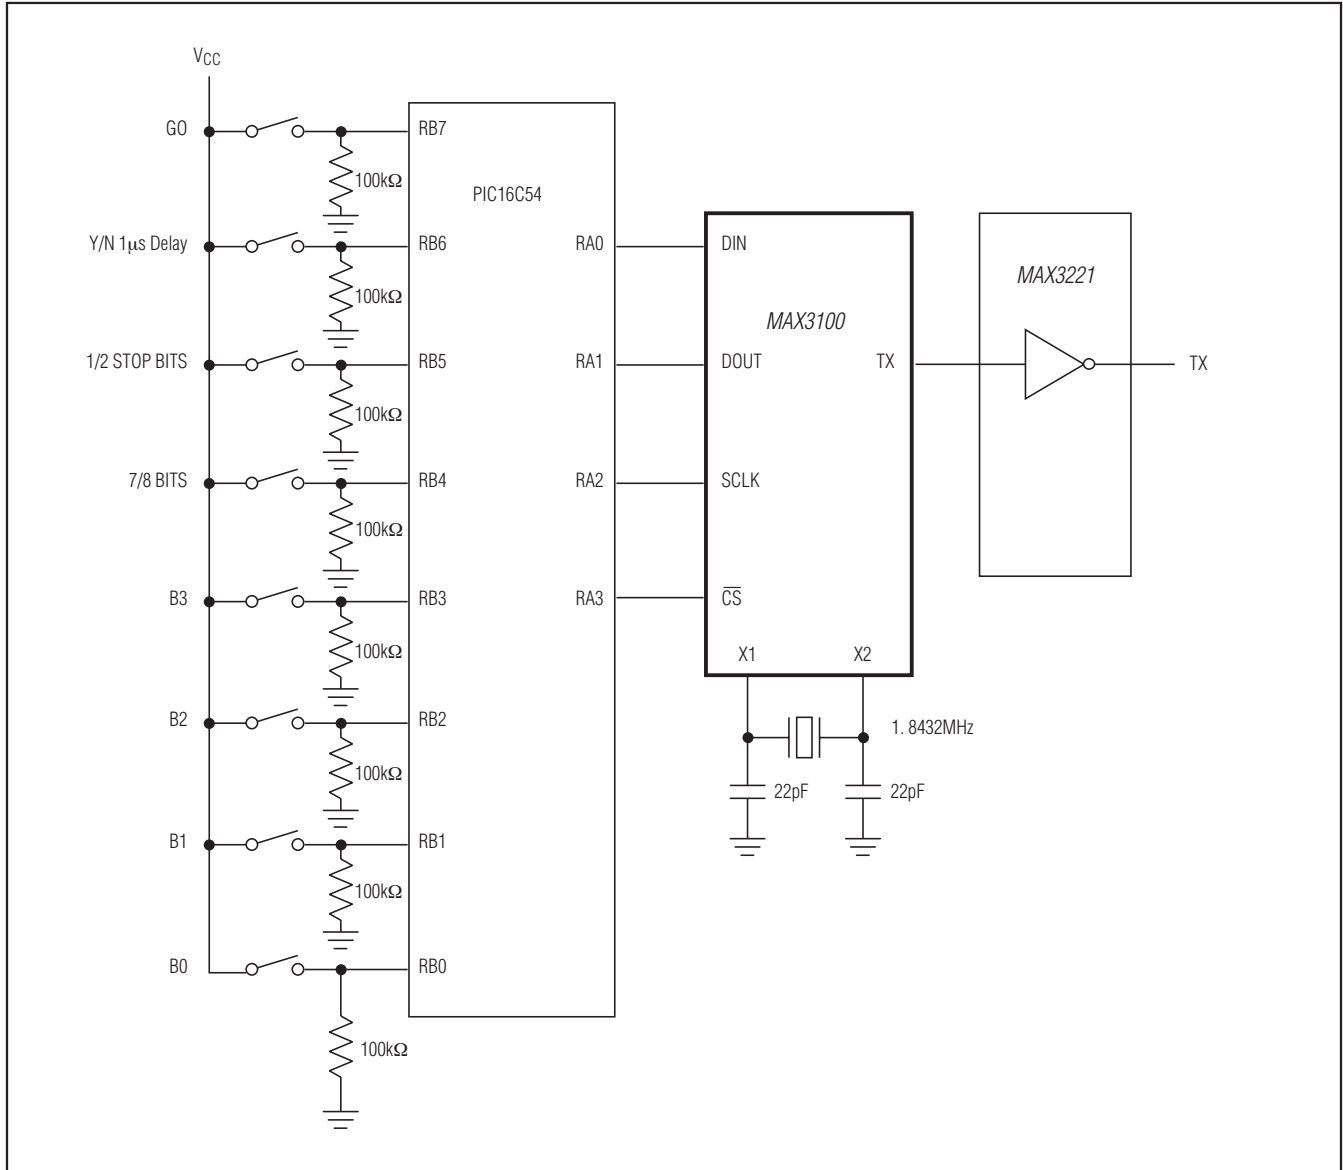 VCC
GO
RB7
100kΩ
PIC16C54
Y/N 1µs Delay
RB6
RA0
DIN
100kΩ
MAX3221
MAX3100
1/2 STOP BITS
RB5
RA1
DOUT
TX
TX
100kΩ
7/8 BITS
RB4
RA2
SCLK
100kΩ
B3
RB3
RA3
C̅S̅
100kΩ
X1
X2
B2
RB2
1. 8432MHz
100kΩ
22pF
22pF
B1
RB1
100kΩ
B0
RB0
100kΩ